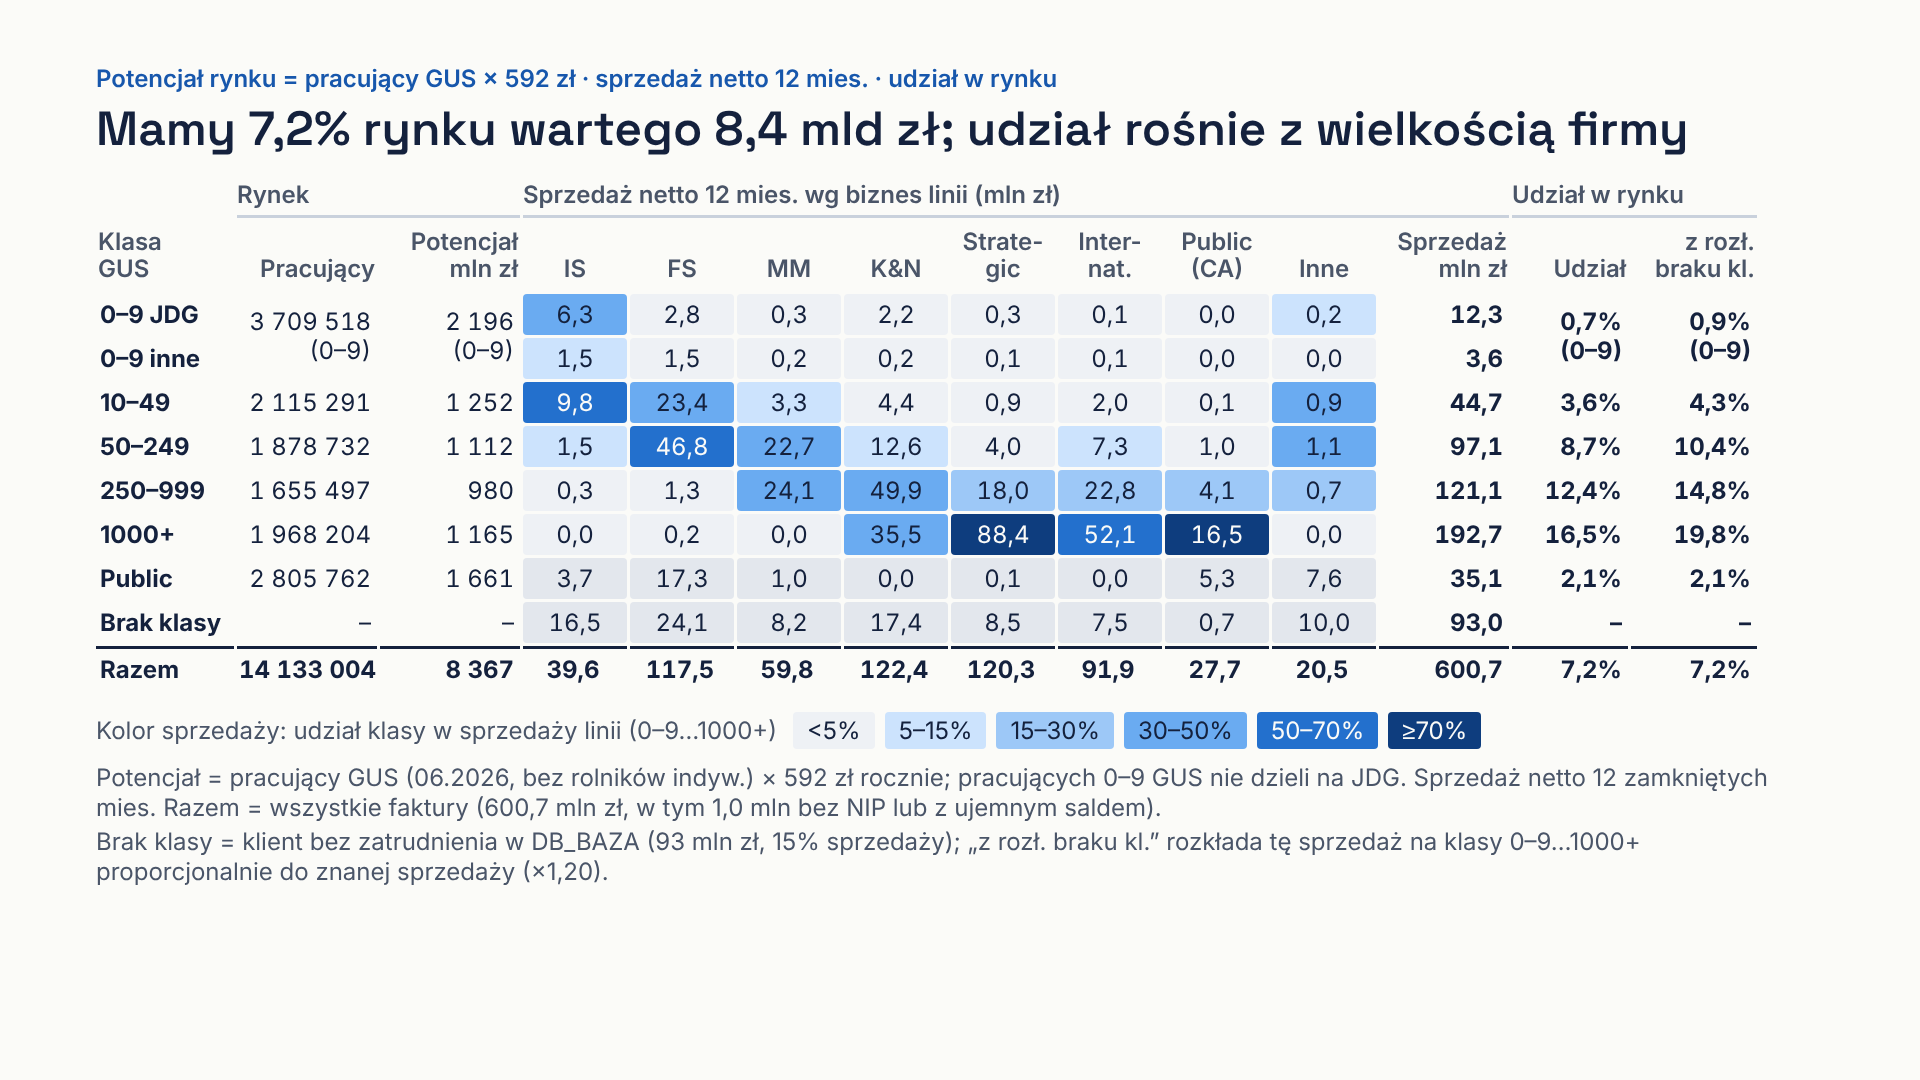 Potencjał rynku = pracujący GUS × 592 zł · sprzedaż netto 12 mies. · udział w rynku
Mamy 7,2% rynku wartego 8,4 mld zł; udział rośnie z wielkością firmy
Rynek Sprzedaż netto 12 mies. wg biznes linii (mln zł) Udział w rynku
Klasa Potencjał Strate- Inter- Public Sprzedaż z rozł.
GUS Pracujący mln zł IS FS MM K&N gic nat. (CA) Inne mln zł Udział braku kl.
0–9 JDG 3 709 518 2 196 6,3 2,8 0,3 2,2 0,3 0,1 0,0 0,2 12,3 0,7% 0,9%
0–9 inne (0–9) (0–9) 1,5 1,5 0,2 0,2 0,1 0,1 0,0 0,0 3,6 (0–9) (0–9)
10–49 2 115 291 1 252 9,8 23,4 3,3 4,4 0,9 2,0 0,1 0,9 44,7 3,6% 4,3%
50–249 1 878 732 1 112 1,5 46,8 22,7 12,6 4,0 7,3 1,0 1,1 97,1 8,7% 10,4%
250–999 1 655 497 980 0,3 1,3 24,1 49,9 18,0 22,8 4,1 0,7 121,1 12,4% 14,8%
1000+ 1 968 204 1 165 0,0 0,2 0,0 35,5 88,4 52,1 16,5 0,0 192,7 16,5% 19,8%
Public 2 805 762 1 661 3,7 17,3 1,0 0,0 0,1 0,0 5,3 7,6 35,1 2,1% 2,1%
Brak klasy – – 16,5 24,1 8,2 17,4 8,5 7,5 0,7 10,0 93,0 – –
Razem 14 133 004 8 367 39,6 117,5 59,8 122,4 120,3 91,9 27,7 20,5 600,7 7,2% 7,2%
Kolor sprzedaży: udział klasy w sprzedaży linii (0–9…1000+) <5% 5–15% 15–30% 30–50% 50–70% ≥70%
Potencjał = pracujący GUS (06.2026, bez rolników indyw.) × 592 zł rocznie; pracujących 0–9 GUS nie dzieli na JDG. Sprzedaż netto 12 zamkniętych
mies. Razem = wszystkie faktury (600,7 mln zł, w tym 1,0 mln bez NIP lub z ujemnym saldem).
Brak klasy = klient bez zatrudnienia w DB_BAZA (93 mln zł, 15% sprzedaży); „z rozł. braku kl.” rozkłada tę sprzedaż na klasy 0–9…1000+
proporcjonalnie do znanej sprzedaży (×1,20).